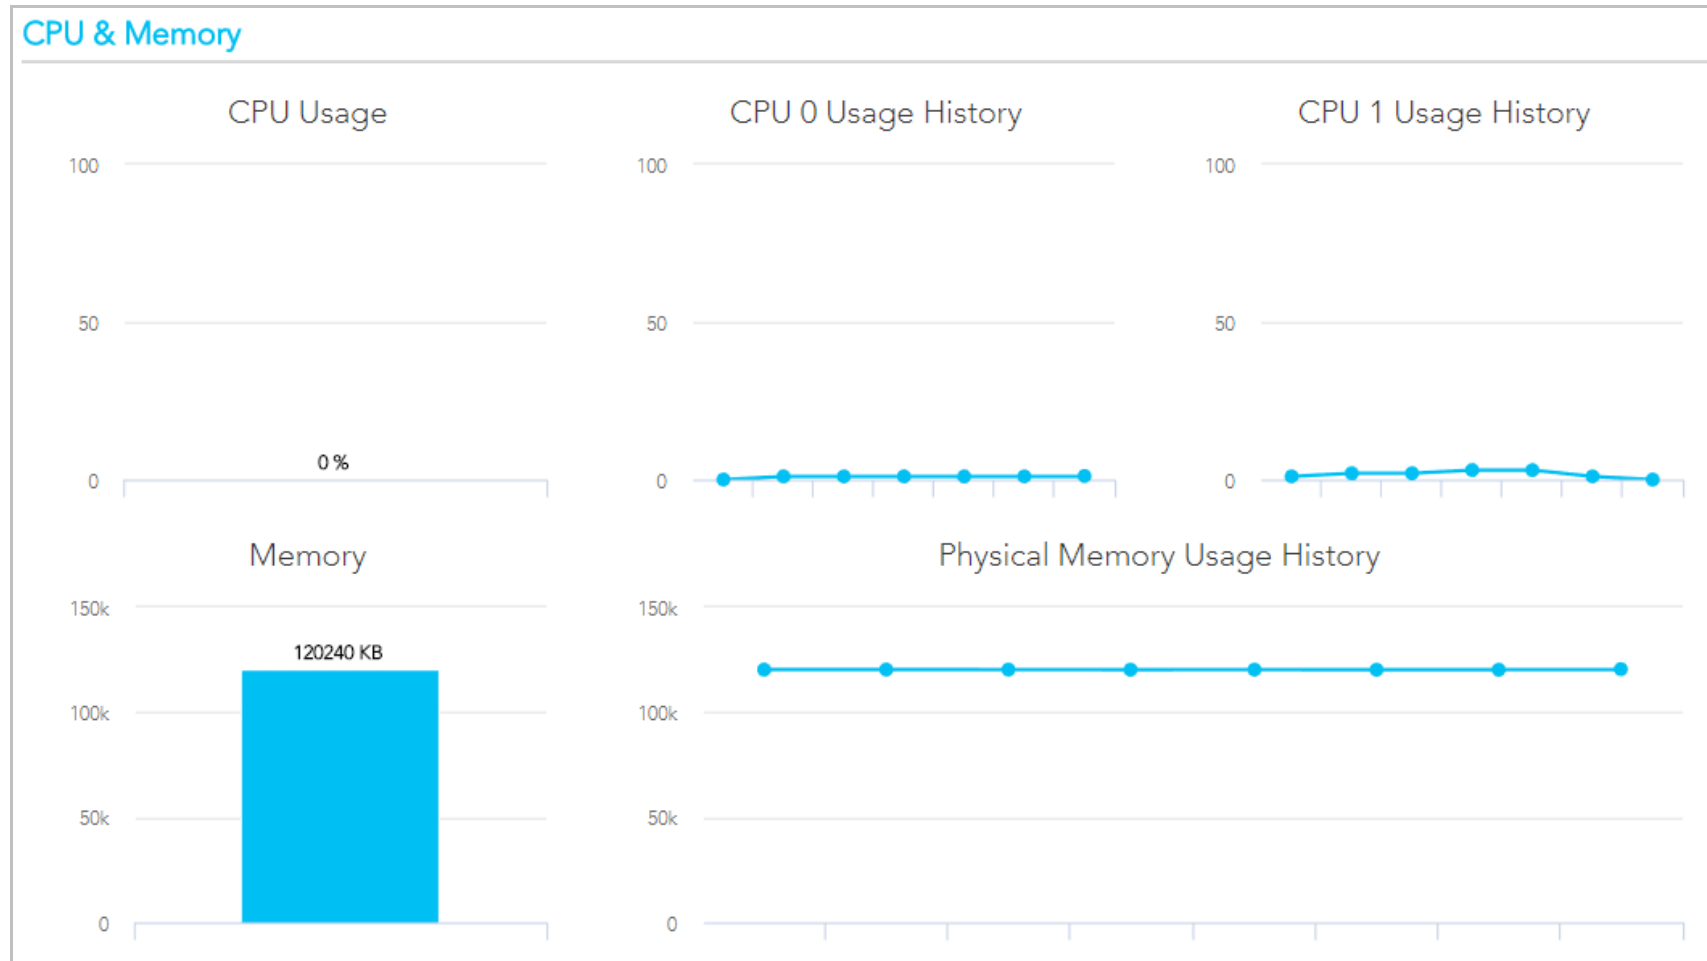 CPU & Memory
CPU Usage
100
50
0 %
0
CPU 0 Usage History
100
50
0
CPU 1 Usage History
100
50
0
Memory
150k
120240 KB
100k
50k
0
Physical Memory Usage History
150k
100k
50k
0